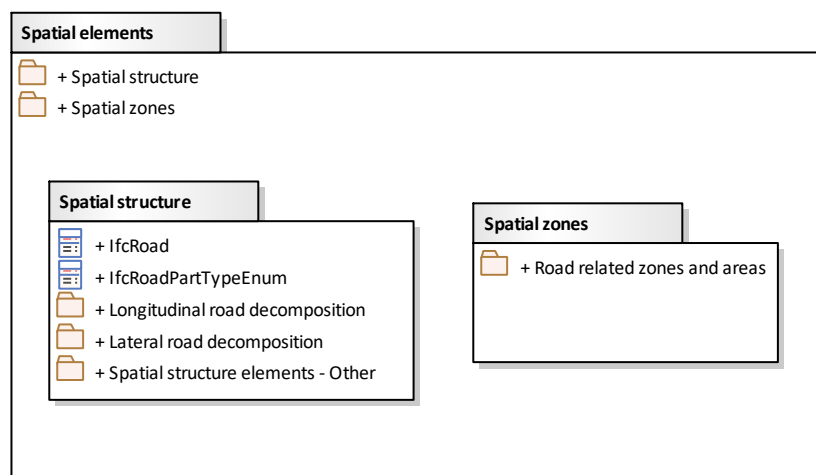 Spatial elements
+ Spatial structure
+ Spatial zones
Spatial structure
+ IfcRoad
+ IfcRoadPartTypeEnum
+ Longitudinal road decomposition
+ Lateral road decomposition
+ Spatial structure elements - Other
Spatial zones
+ Road related zones and areas